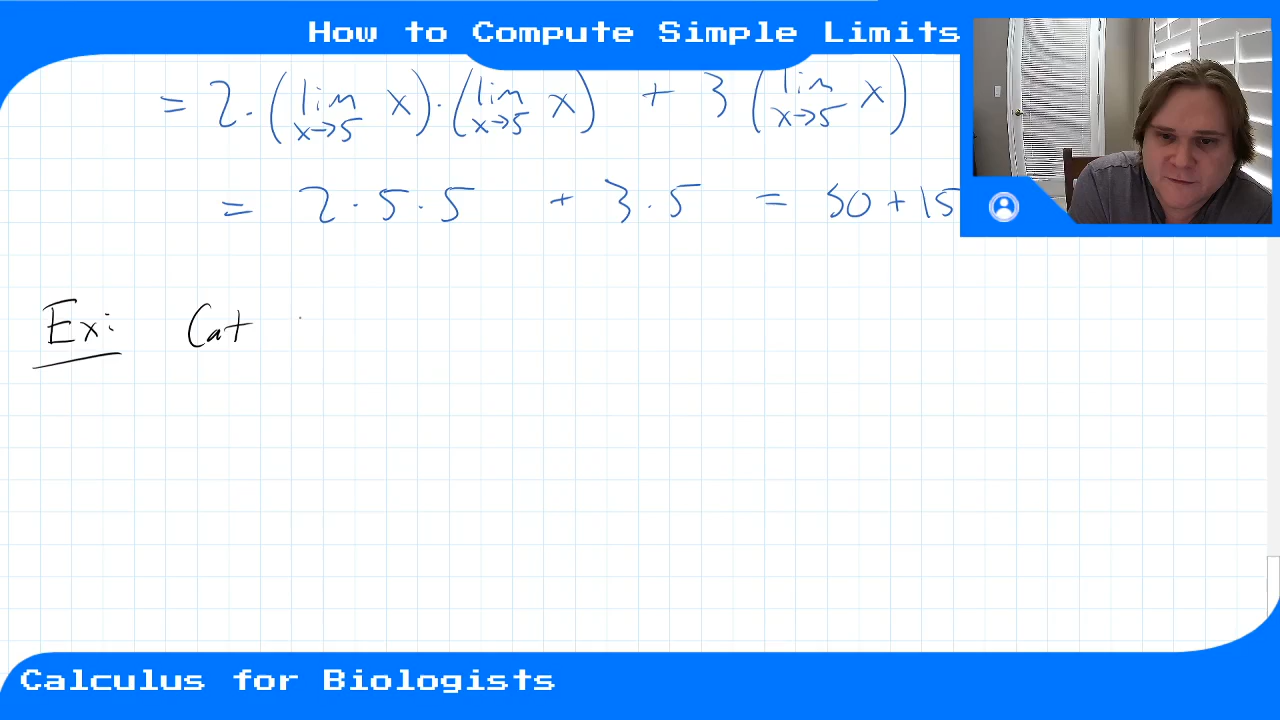 How to Compute Simple Limits
= 2 · (lim x→5 x) · (lim x→5 x) + 3 (lim x→5 x)
= 2 · 5 · 5 + 3 · 5 = 50 + 15
Ex: Cat
Calculus for Biologists